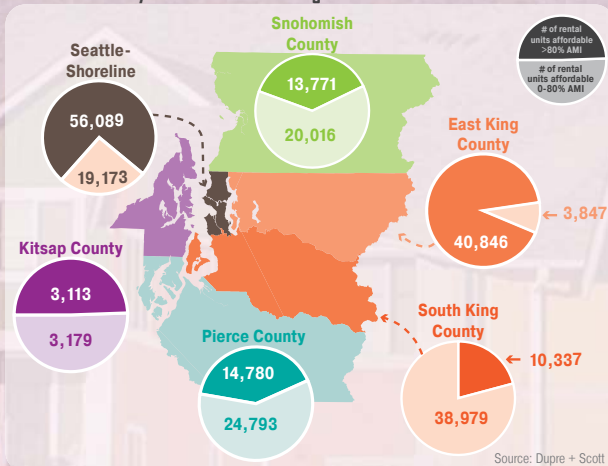 Snohomish
County
13,771
20,016
# of rental
units affordable
>80% AMI
# of rental
units affordable
0-80% AMI
Seattle-
Shoreline
56,089
19,173
East King
County
3,847
40,846
Kitsap County
3,113
3,179
Pierce County
14,780
24,793
South King
County
10,337
38,979
Source: Dupre + Scott